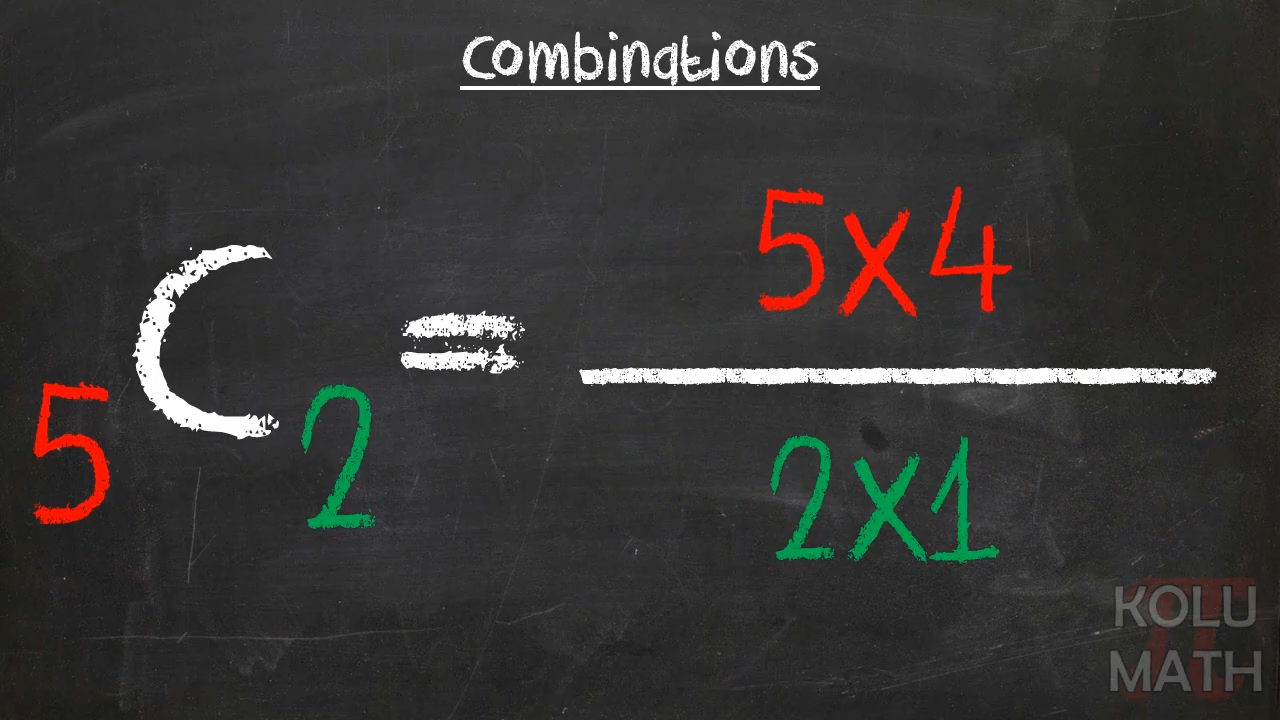 Combinations
5C2 = 5x4
2x1
KOLU
MATH